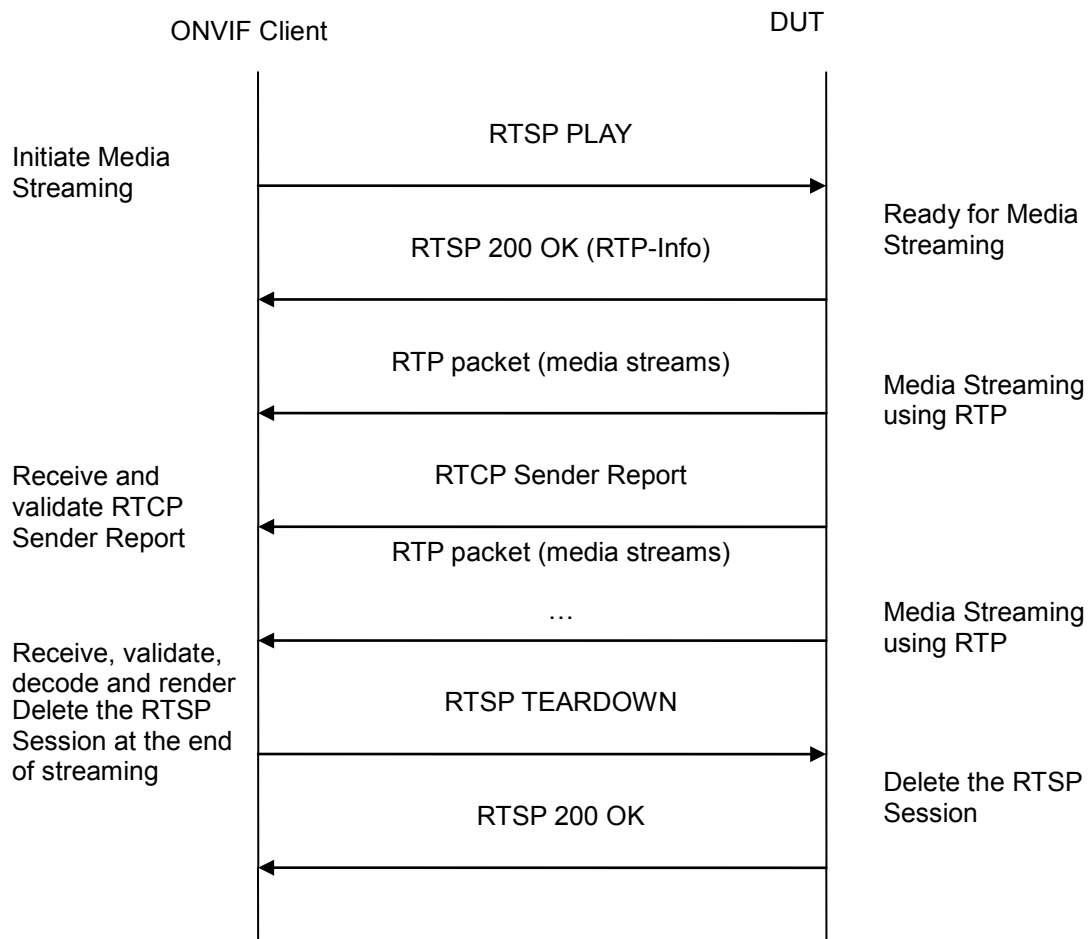 ONVIF Client
DUT
RTSP PLAY
Initiate Media
Streaming
Ready for Media
Streaming
RTSP 200 OK (RTP-Info)
RTP packet (media streams)
Media Streaming
using RTP
Receive and
validate RTCP
Sender Report
RTCP Sender Report
RTP packet (media streams)
…
Media Streaming
using RTP
Receive, validate,
decode and render
Delete the RTSP
Session at the end
of streaming
RTSP TEARDOWN
Delete the RTSP
Session
RTSP 200 OK